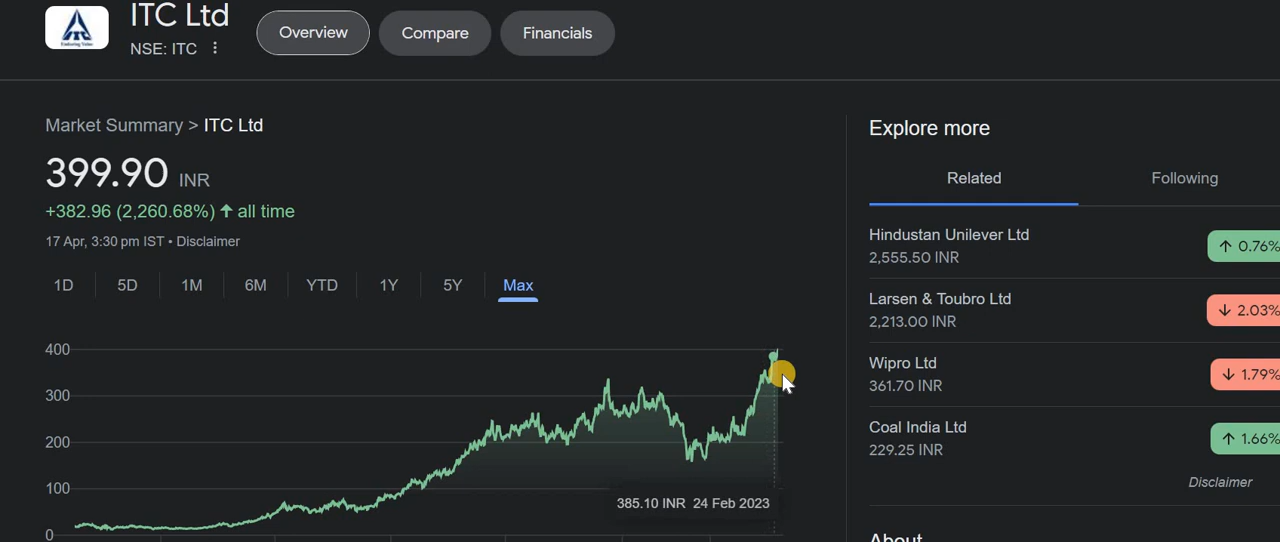 ITC Ltd
NSE: ITC
Overview
Compare
Financials
Market Summary > ITC Ltd
399.90 INR
+382.96 (2,260.68%) ↑ all time
17 Apr, 3:30 pm IST • Disclaimer
1D 5D 1M 6M YTD 1Y 5Y Max
400
300
200
100
0
385.10 INR 24 Feb 2023
Explore more
Related Following
Hindustan Unilever Ltd
2,555.50 INR
↑ 0.76%
Larsen & Toubro Ltd
2,213.00 INR
↓ 2.03%
Wipro Ltd
361.70 INR
↓ 1.79%
Coal India Ltd
229.25 INR
↑ 1.66%
Disclaimer
About